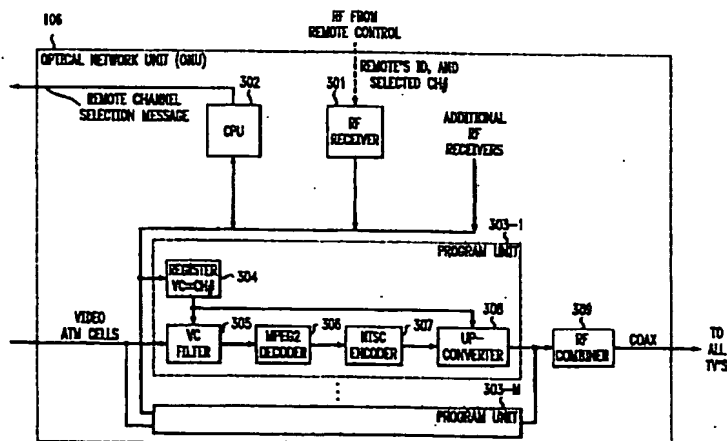 RF FROM
REMOTE CONTROL
106
OPTICAL NETWORK UNIT (ONU)
302
301
REMOTE'S ID, AND
SELECTED CH#
REMOTE CHANNEL
SELECTION MESSAGE
CPU
RF
RECEIVER
ADDITIONAL
RF
RECEIVERS
303-1
PROGRAM UNIT
REGISTER
VC=CH#
304
308
309
VIDEO
ATM CELLS
VC
FILTER
305
MPEG2
DECODER
306
NTSC
ENCODER
307
UP-
CONVERTER
RF
COMBINER
COAX
TO
ALL
TV'S
303-M
PROGRAM UNIT